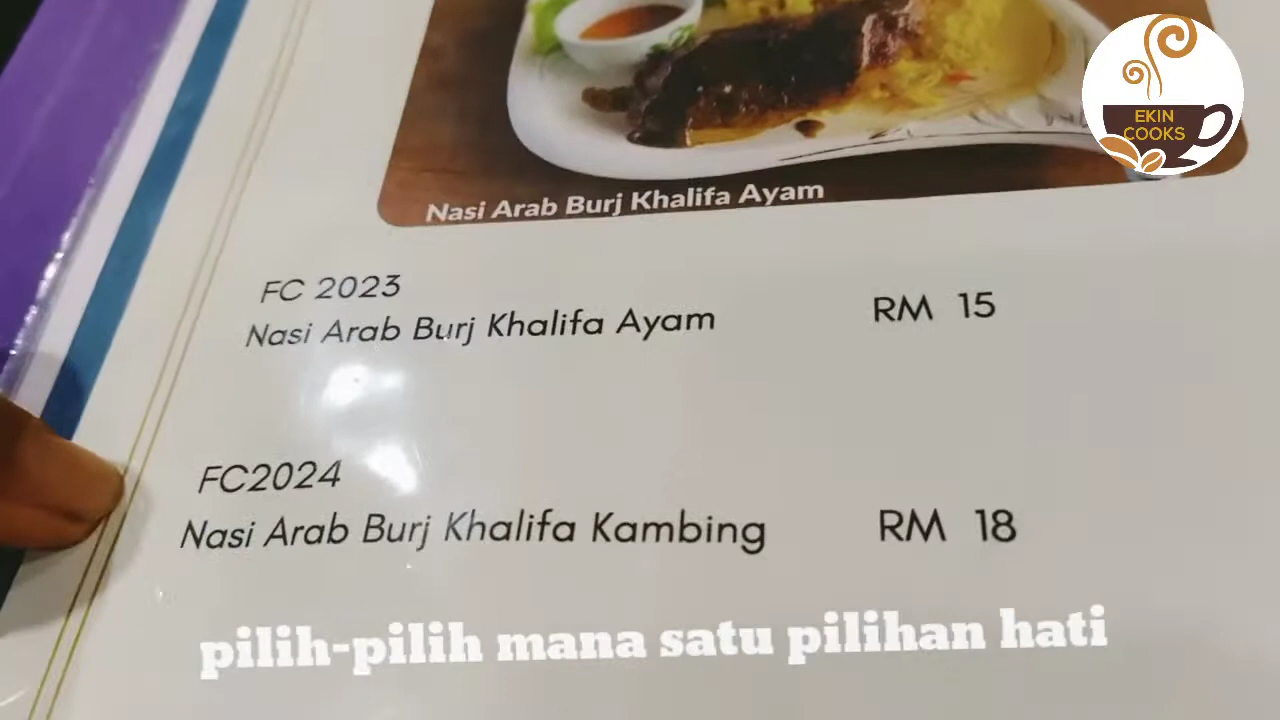 EKIN
COOKS
Nasi Arab Burj Khalifa Ayam
FC 2023
Nasi Arab Burj Khalifa Ayam RM 15
FC2024
Nasi Arab Burj Khalifa Kambing RM 18
pilih-pilih mana satu pilihan hati